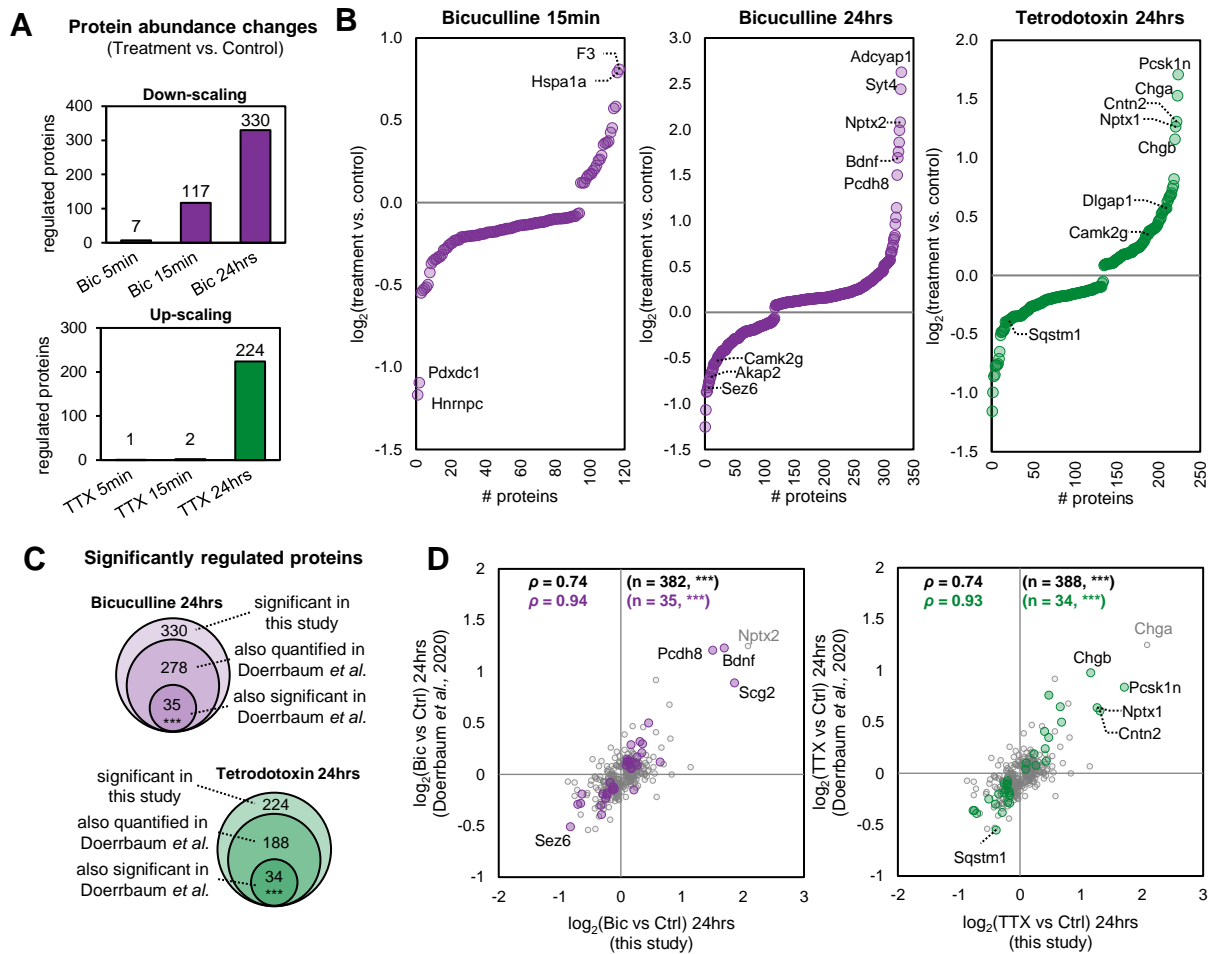 A
Protein abundance changes
(Treatment vs. Control)
Down-scaling
regulated proteins
400
300
200
100
0
7
117
330
Bic 5min
Bic 15min
Bic 24hrs
Up-scaling
regulated proteins
300
200
100
0
1
2
224
TTX 5min
TTX 15min
TTX 24hrs
B
Bicuculline 15min
log2(treatment vs. control)
1.0
0.5
0.0
-0.5
-1.0
-1.5
F3
Hspa1a
Pdxdc1
Hnrnpc
0 20 40 60 80 100 120
# proteins
Bicuculline 24hrs
log2(treatment vs. control)
3.0
2.5
2.0
1.5
1.0
0.5
0.0
-0.5
-1.0
-1.5
Adcyap1
Syt4
Nptx2
Bdnf
Pcdh8
Camk2g
Akap2
Sez6
0 50 100 150 200 250 300 350
# proteins
Tetrodotoxin 24hrs
log2(treatment vs. control)
2.0
1.5
1.0
0.5
0.0
-0.5
-1.0
-1.5
Pcsk1n
Chga
Cntn2
Nptx1
Chgb
Dlgap1
Camk2g
Sqstm1
0 50 100 150 200 250
# proteins
C
Significantly regulated proteins
Bicuculline 24hrs
330
278
35
***
significant in
this study
also quantified in
Doerrbaum et al.
also significant in
Doerrbaum et al.
Tetrodotoxin 24hrs
significant in
this study
also quantified in
Doerrbaum et al.
also significant in
Doerrbaum et al.
224
188
34
***
D
log2(Bic vs Ctrl) 24hrs
(Doerrbaum et al., 2020)
2
1.5
1
0.5
0
-0.5
-1
ρ = 0.74 (n = 382, ***)
ρ = 0.94 (n = 35, ***)
Nptx2
Pcdh8
Bdnf
Scg2
Sez6
-2 -1 0 1 2 3
log2(Bic vs Ctrl) 24hrs
(this study)
log2(TTX vs Ctrl) 24hrs
(Doerrbaum et al., 2020)
2
1.5
1
0.5
0
-0.5
-1
ρ = 0.74 (n = 388, ***)
ρ = 0.93 (n = 34, ***)
Chga
Chgb
Pcsk1n
Nptx1
Cntn2
Sqstm1
-2 -1 0 1 2 3
log2(TTX vs Ctrl) 24hrs
(this study)